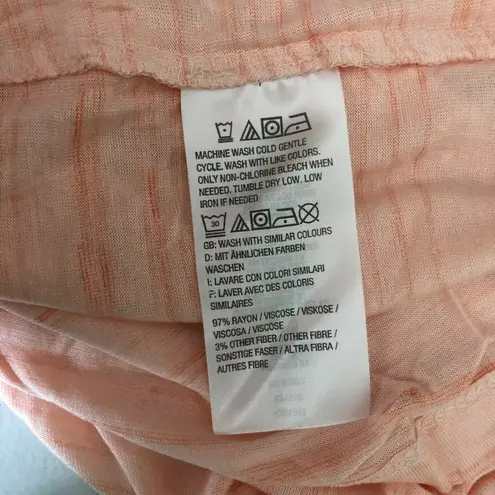 MACHINE WASH COLD GENTLE
CYCLE. WASH WITH LIKE COLORS.
ONLY NON-CHLORINE BLEACH WHEN
NEEDED. TUMBLE DRY LOW. LOW
IRON IF NEEDED
30
GB: WASH WITH SIMILAR COLOURS
D: MIT ÄHNLICHEN FARBEN
WASCHEN
I: LAVARE CON COLORI SIMILARI
F: LAVER AVEC DES COLORIS
SIMILAIRES
97% RAYON / VISCOSE / VISKOSE /
VISCOSA / VISCOSE
3% OTHER FIBER / OTHER FIBRE /
SONSTIGE FASER / ALTRA FIBRA /
AUTRES FIBRE